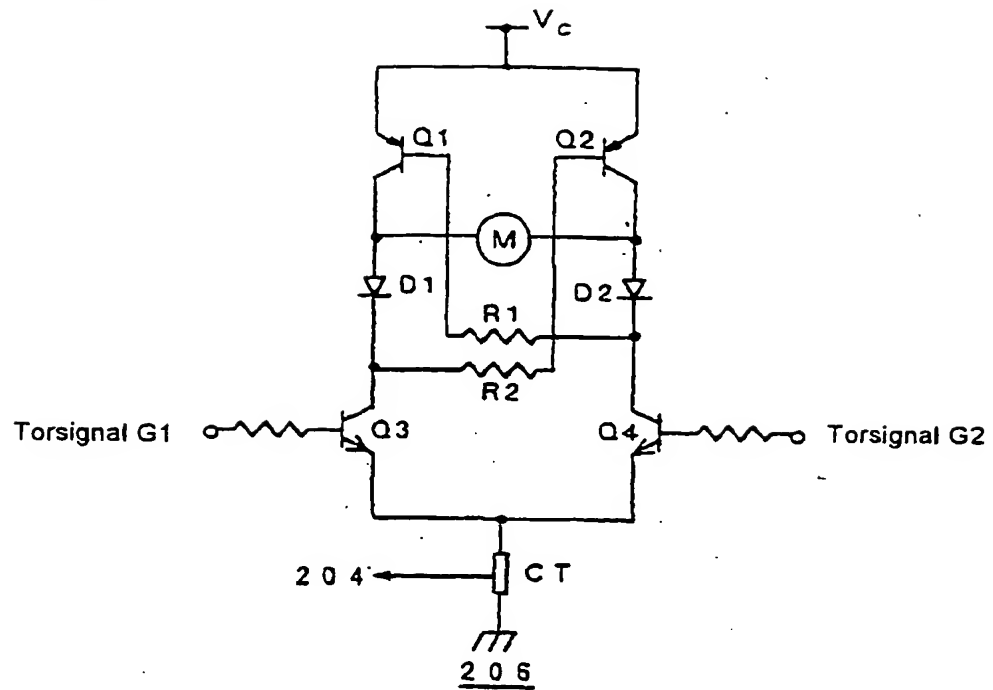 Vc
Q1
Q2
M
D1
D2
R1
R2
Torsignal G1
Q3
Q4
Torsignal G2
204
CT
206